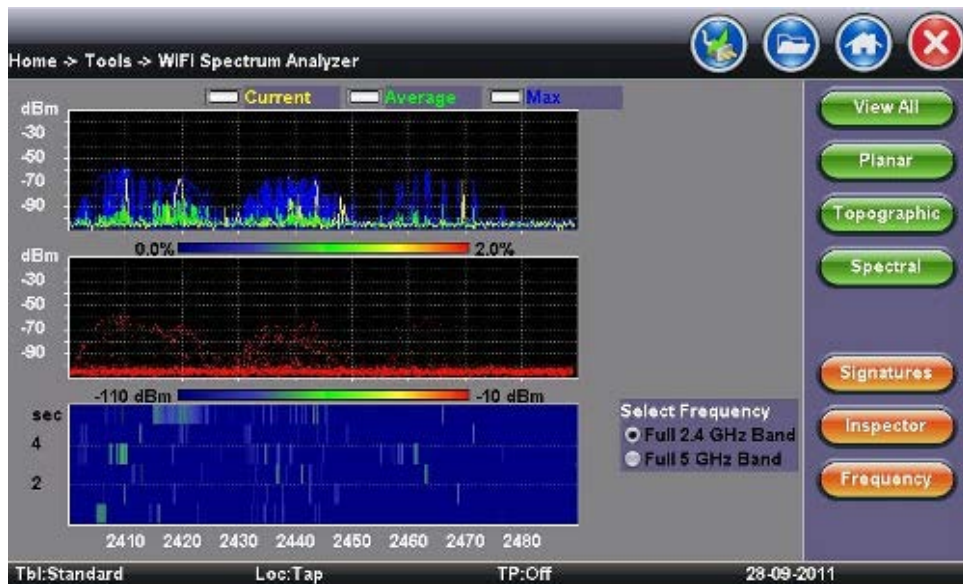 Home -> Tools -> WiFi Spectrum Analyzer
Current Average Max
dBm
-30
-50
-70
-90
0.0% 2.0%
dBm
-30
-50
-70
-90
-110 dBm -10 dBm
sec
4
2
2410 2420 2430 2440 2450 2460 2470 2480
Select Frequency
Full 2.4 GHz Band
Full 5 GHz Band
View All
Planar
Topographic
Spectral
Signatures
Inspector
Frequency
Tbl:Standard Loc:Tap TP:Off 28-09-2011